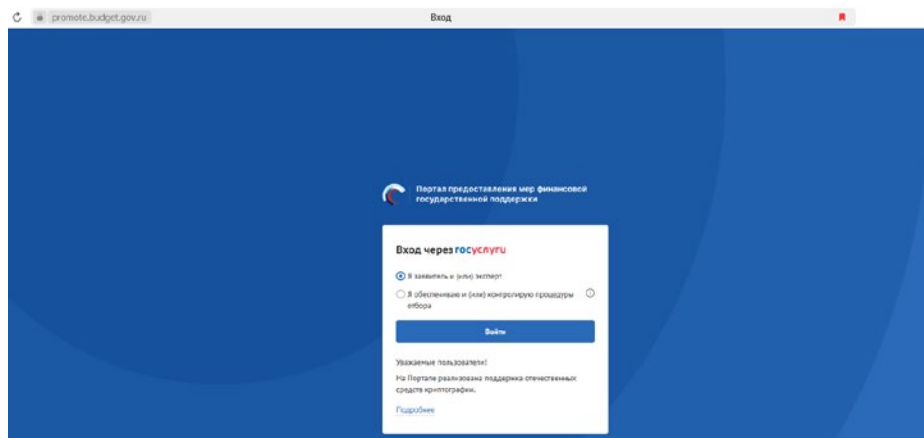 promote.budget.gov.ru
Вход
Портал предоставления мер финансовой
государственной поддержки
Вход через госуслуги
Я заявитель и (или) эксперт
Я обеспечиваю и (или) контролирую процедуры
отбора
Войти
Уважаемые пользователи!
На Портале реализована поддержка отечественных
средств криптографии.
Подробнее